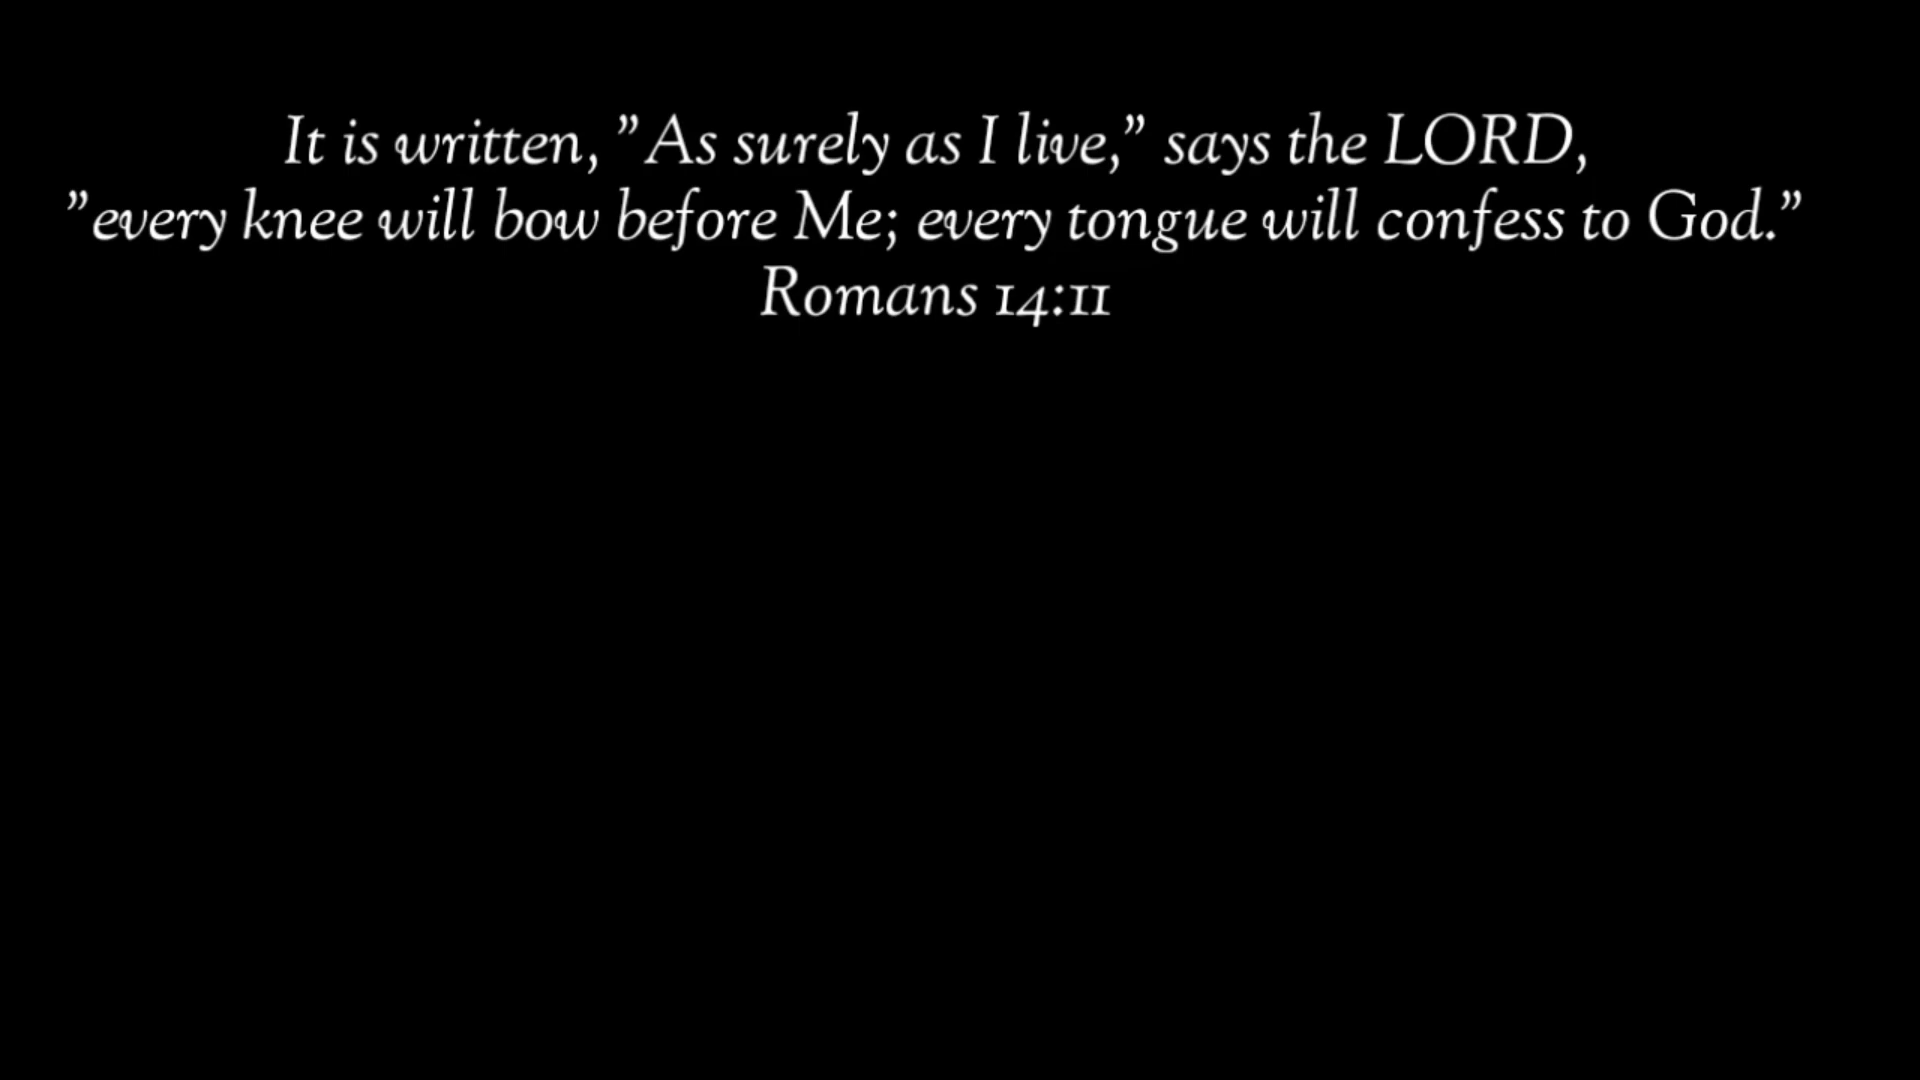 It is written, ”As surely as I live,” says the LORD,
”every knee will bow before Me; every tongue will confess to God.”
Romans 14:11